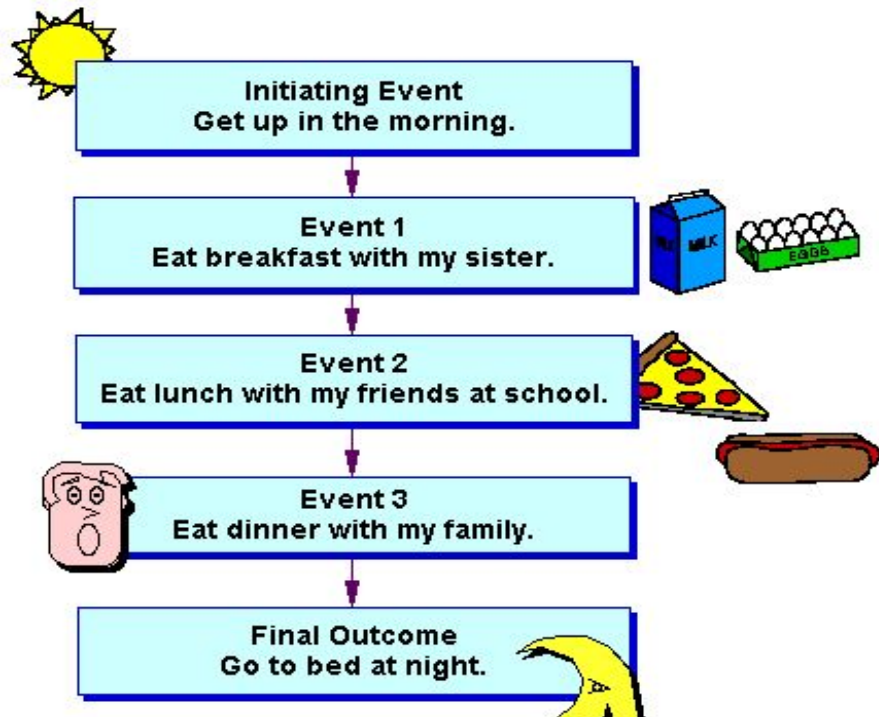 Initiating Event
Get up in the morning.
Event 1
Eat breakfast with my sister.
MILK
EGGS
Event 2
Eat lunch with my friends at school.
Event 3
Eat dinner with my family.
Final Outcome
Go to bed at night.